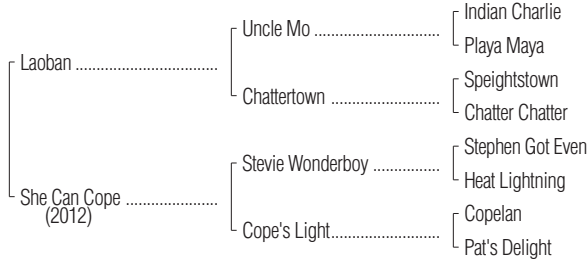 Indian Charlie
Uncle Mo ..............................
Playa Maya
Laoban ..................................
Speightstown
Chattertown ..........................
Chatter Chatter
Stephen Got Even
Stevie Wonderboy ................
Heat Lightning
She Can Cope ......................
(2012)
Copelan
Cope's Light..........................
Pat's Delight